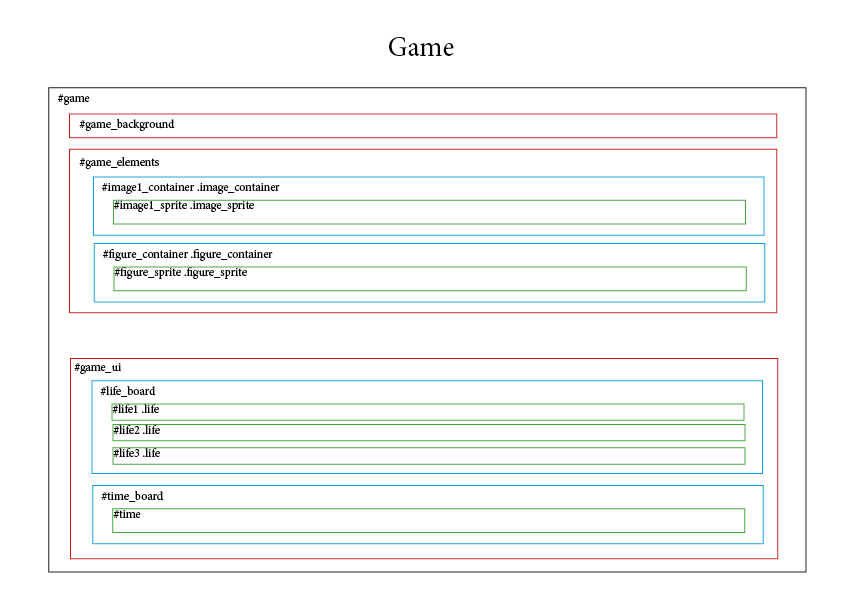 Game
#game
#game_background
#game_elements
#image1_container .image_container
#image1_sprite .image_sprite
#figure_container .figure_container
#figure_sprite .figure_sprite
#game_ui
#life_board
#life1 .life
#life2 .life
#life3 .life
#time_board
#time